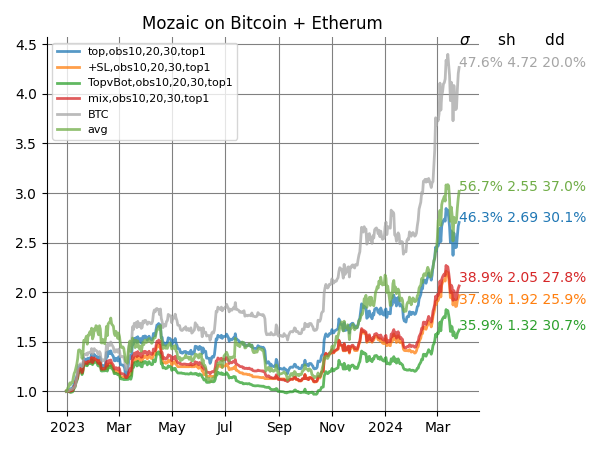 Mozaic on Bitcoin + Etherum
σ sh dd
4.5
4.0
3.5
3.0
2.5
2.0
1.5
1.0
top,obs10,20,30,top1
+SL,obs10,20,30,top1
TopvBot,obs10,20,30,top1
mix,obs10,20,30,top1
BTC
avg
47.6% 4.72 20.0%
56.7% 2.55 37.0%
46.3% 2.69 30.1%
38.9% 2.05 27.8%
37.8% 1.92 25.9%
35.9% 1.32 30.7%
2023 Mar May Jul Sep Nov 2024 Mar